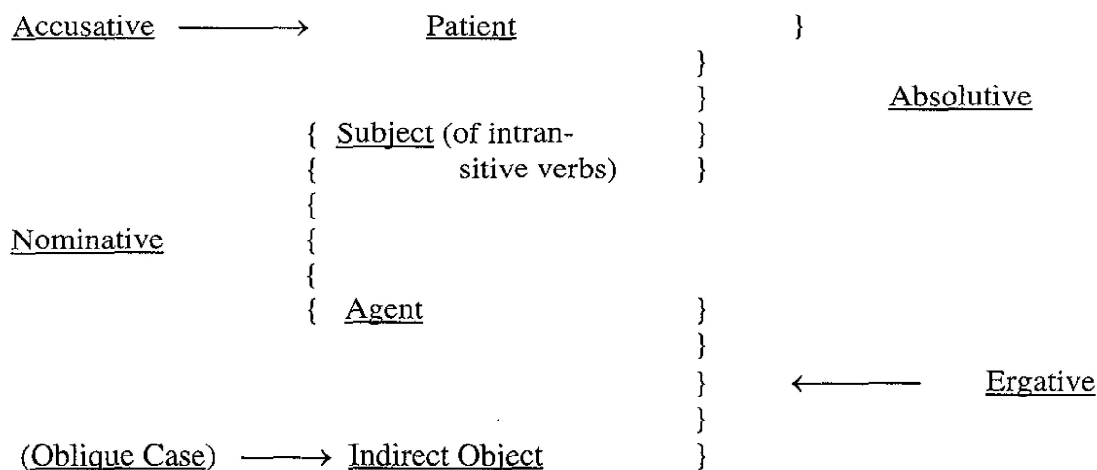 Accusative ⟶ Patient }
}
} Absolutive
{ Subject (of intran- }
{ sitive verbs) }
{
Nominative {
{
{ Agent }
}
} ⟵ Ergative
}
(Oblique Case) ⟶ Indirect Object }